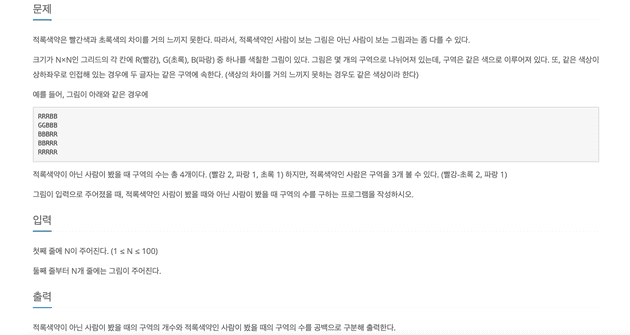 문제
적록색약은 빨간색과 초록색의 차이를 거의 느끼지 못한다. 따라서, 적록색약인 사람이 보는 그림은 아닌 사람이 보는 그림과는 좀 다를 수 있다.
크기가 N×N인 그리드의 각 칸에 R(빨강), G(초록), B(파랑) 중 하나를 색칠한 그림이 있다. 그림은 몇 개의 구역으로 나뉘어져 있는데, 구역은 같은 색으로 이루어져 있다. 또, 같은 색상이
상하좌우로 인접해 있는 경우에 두 글자는 같은 구역에 속한다. (색상의 차이를 거의 느끼지 못하는 경우도 같은 색상이라 한다)
예를 들어, 그림이 아래와 같은 경우에
RRRBB
GGBBB
BBBRR
BBRRR
RRRRR
적록색약이 아닌 사람이 봤을 때 구역의 수는 총 4개이다. (빨강 2, 파랑 1, 초록 1) 하지만, 적록색약인 사람은 구역을 3개 볼 수 있다. (빨강-초록 2, 파랑 1)
그림이 입력으로 주어졌을 때, 적록색약인 사람이 봤을 때와 아닌 사람이 봤을 때 구역의 수를 구하는 프로그램을 작성하시오.
입력
첫째 줄에 N이 주어진다. (1 ≤ N ≤ 100)
둘째 줄부터 N개 줄에는 그림이 주어진다.
출력
적록색약이 아닌 사람이 봤을 때의 구역의 개수와 적록색약인 사람이 봤을 때의 구역의 수를 공백으로 구분해 출력한다.